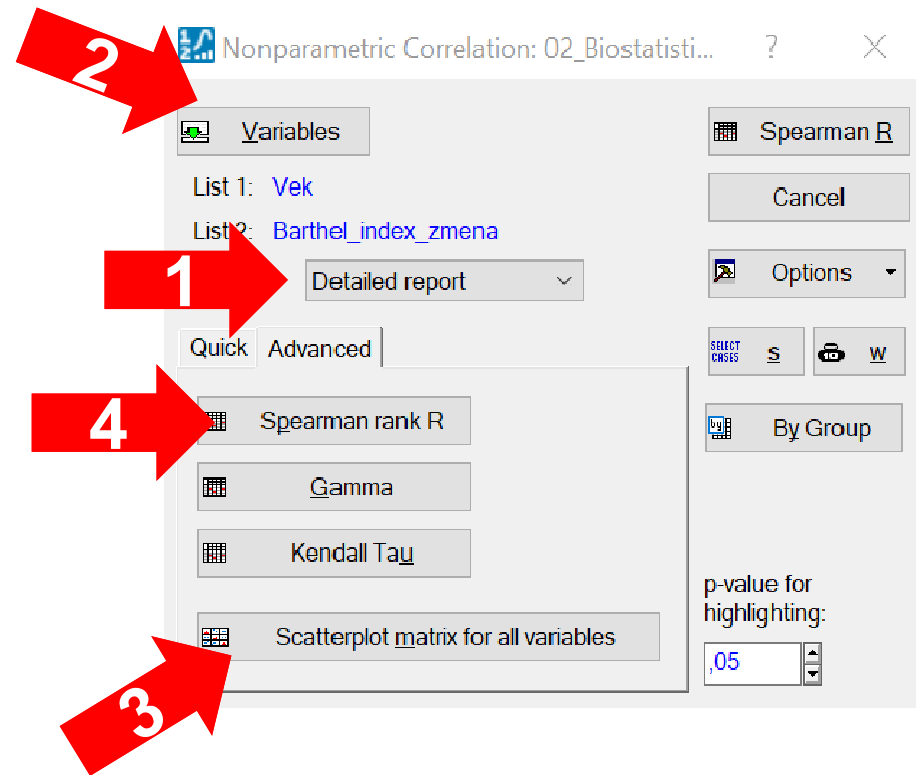 2
Nonparametric Correlation: 02_Biostatisti... ?
Variables
Spearman R
List 1: Vek
Cancel
List 2: Barthel_index_zmena
1
Detailed report
Options
Quick Advanced
SELECT CASES S W
4
Spearman rank R
By Group
Gamma
Kendall Tau
p-value for
highlighting:
Scatterplot matrix for all variables
,05
3